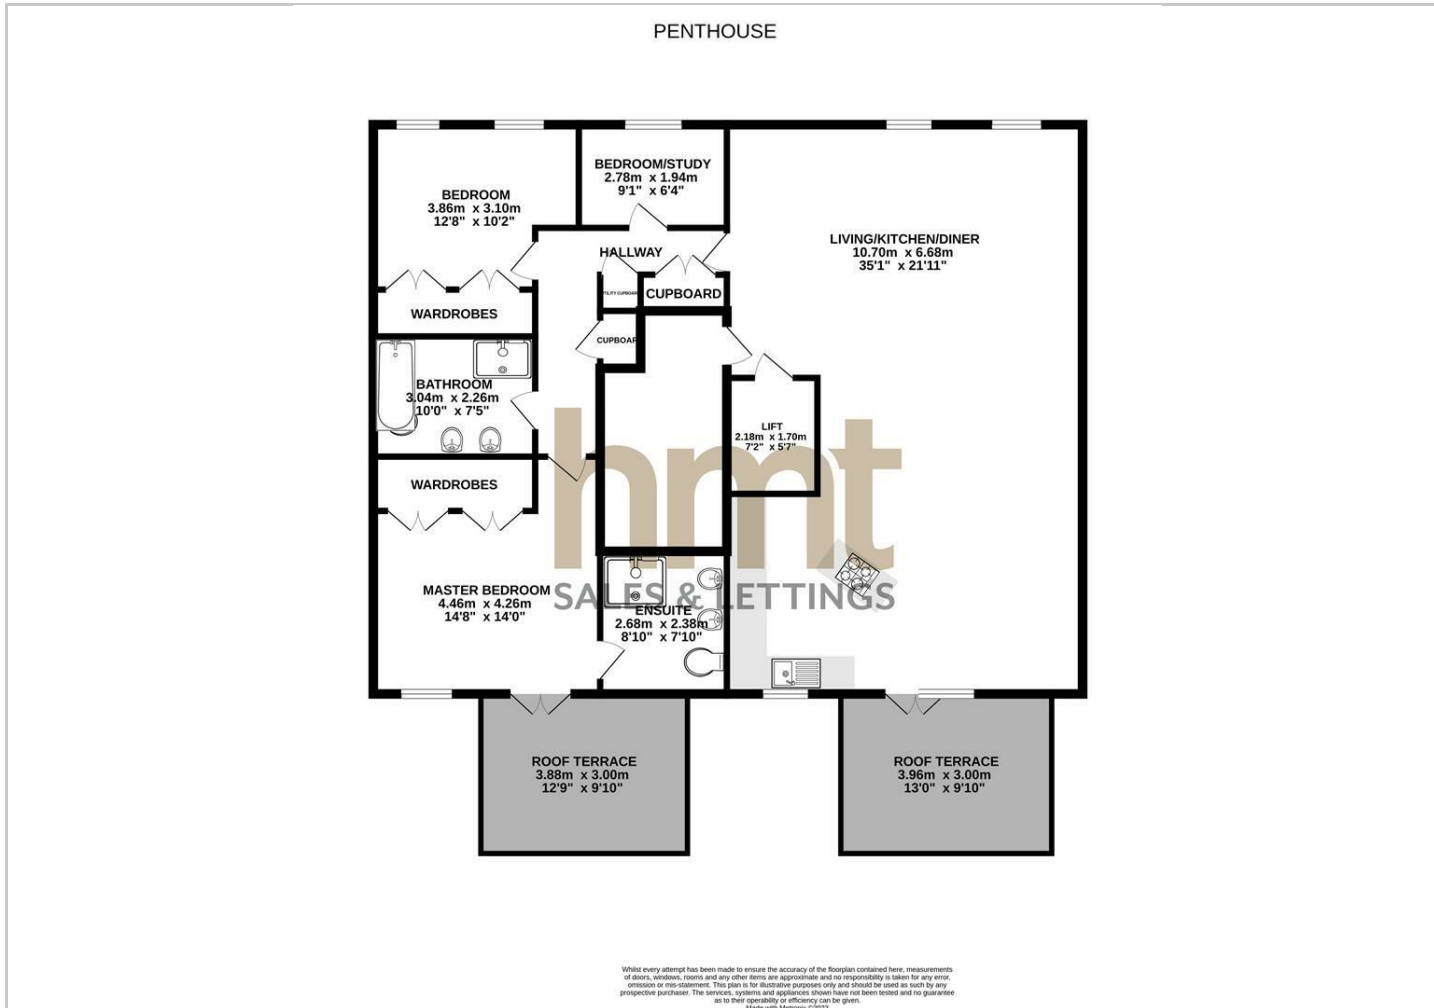 PENTHOUSE
BEDROOM/STUDY
2.78m x 1.94m
9'1" x 6'4"
BEDROOM
3.86m x 3.10m
12'8" x 10'2"
LIVING/KITCHEN/DINER
10.70m x 6.68m
35'1" x 21'11"
HALLWAY
UTILITY CUPBOARD
CUPBOARD
WARDROBES
CUPBOAR
BATHROOM
3.04m x 2.26m
10'0" x 7'5"
LIFT
2.18m x 1.70m
7'2" x 5'7"
WARDROBES
hmt
SALES & LETTINGS
MASTER BEDROOM
4.46m x 4.26m
14'8" x 14'0"
ENSUITE
2.68m x 2.38m
8'10" x 7'10"
ROOF TERRACE
3.88m x 3.00m
12'9" x 9'10"
ROOF TERRACE
3.96m x 3.00m
13'0" x 9'10"
Whilst every attempt has been made to ensure the accuracy of the floorplan contained here, measurements
of doors, windows, rooms and any other items are approximate and no responsibility is taken for any error,
omission or mis-statement. This plan is for illustrative purposes only and should be used as such by any
prospective purchaser. The services, systems and appliances shown have not been tested and no guarantee
as to their operability or efficiency can be given.
Made with Metropix ©2023